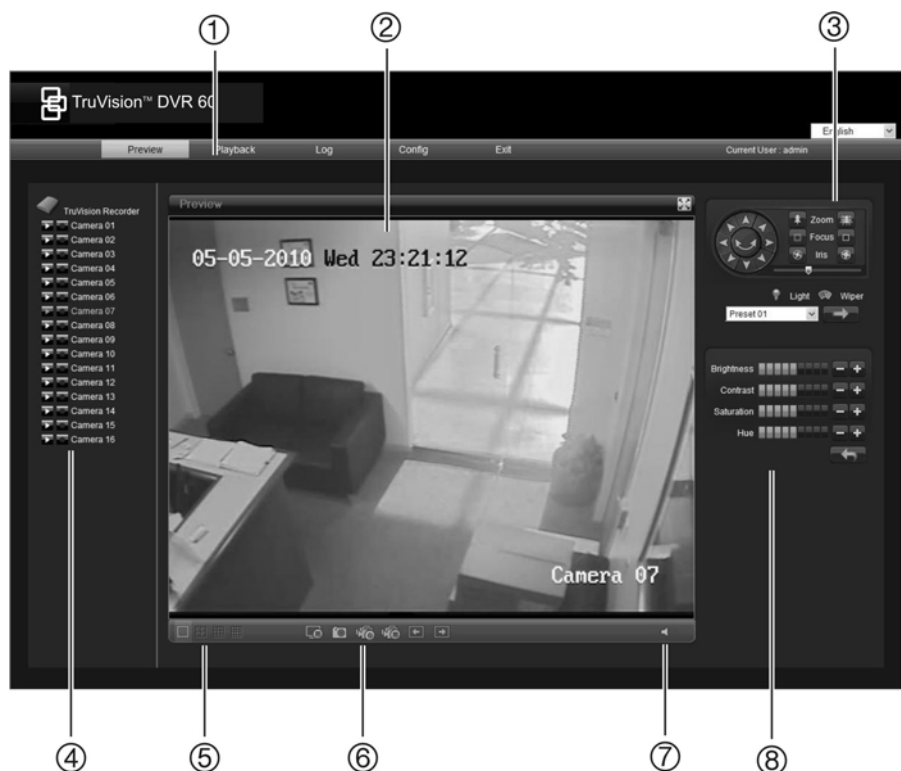 ① ② ③
TruVision™ DVR 60
English
Preview Playback Log Config Exit Current User : admin
TruVision Recorder
Camera 01
Camera 02
Camera 03
Camera 04
Camera 05
Camera 06
Camera 07
Camera 08
Camera 09
Camera 10
Camera 11
Camera 12
Camera 13
Camera 14
Camera 15
Camera 16
Preview
05-05-2010 Wed 23:21:12
Camera 07
Zoom
Focus
Iris
Light Wiper
Preset 01
Brightness
Contrast
Saturation
Hue
④ ⑤ ⑥ ⑦ ⑧